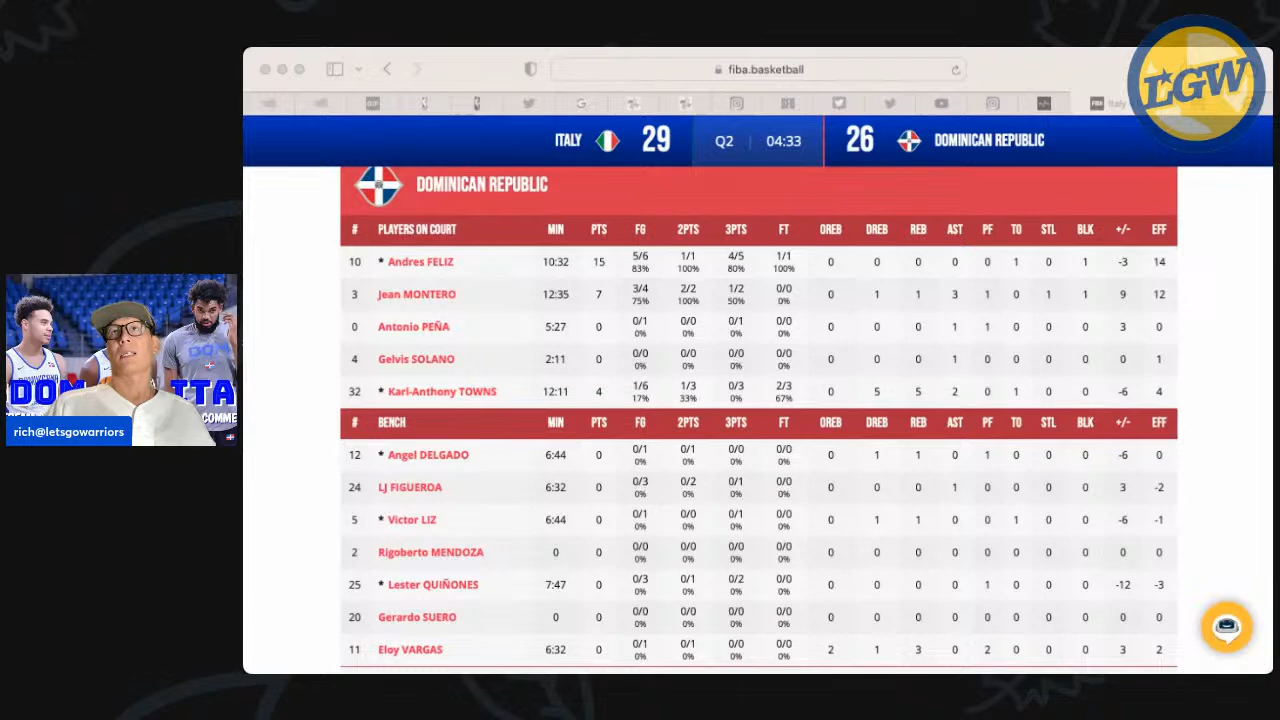 LGW
fiba.basketball
ITALY 29 Q2 04:33 26 DOMINICAN REPUBLIC
DOMINICAN REPUBLIC
# PLAYERS ON COURT MIN PTS FG 2PTS 3PTS FT OREB DREB REB AST PF TO STL BLK +/- EFF
10 * Andres FELIZ 10:32 15 5/6 1/1 4/5 1/1 0 0 0 0 0 1 0 1 -3 14
83% 100% 80% 100%
3 Jean MONTERO 12:35 7 3/4 2/2 1/2 0/0 0 1 1 3 1 0 1 1 9 12
75% 100% 50% 0%
0 Antonio PEÑA 5:27 0 0/1 0/0 0/1 0/0 0 0 0 1 1 0 0 0 3 0
0% 0% 0% 0%
4 Gelvis SOLANO 2:11 0 0/0 0/0 0/0 0/0 0 0 0 1 0 0 0 0 0 1
0% 0% 0% 0%
32 * Karl-Anthony TOWNS 12:11 4 1/6 1/3 0/3 2/3 0 5 5 2 0 1 0 0 -6 4
17% 33% 0% 67%
# BENCH MIN PTS FG 2PTS 3PTS FT OREB DREB REB AST PF TO STL BLK +/- EFF
12 * Angel DELGADO 6:44 0 0/1 0/1 0/0 0/0 0 1 1 0 1 0 0 0 -6 0
0% 0% 0% 0%
24 LJ FIGUEROA 6:32 0 0/3 0/2 0/1 0/0 0 0 0 1 0 0 0 0 3 -2
0% 0% 0% 0%
5 * Victor LIZ 6:44 0 0/1 0/0 0/1 0/0 0 1 1 0 0 1 0 0 -6 -1
0% 0% 0% 0%
2 Rigoberto MENDOZA 0 0 0/0 0/0 0/0 0/0 0 0 0 0 0 0 0 0 0 0
0% 0% 0% 0%
25 * Lester QUIÑONES 7:47 0 0/3 0/1 0/2 0/0 0 0 0 0 1 0 0 0 -12 -3
0% 0% 0% 0%
20 Gerardo SUERO 0 0 0/0 0/0 0/0 0/0 0 0 0 0 0 0 0 0 0 0
0% 0% 0% 0%
11 Eloy VARGAS 6:32 0 0/1 0/1 0/0 0/0 2 1 3 0 2 0 0 0 3 2
0% 0% 0% 0%
DOM ITA
COMME
rich@letsgowarriors